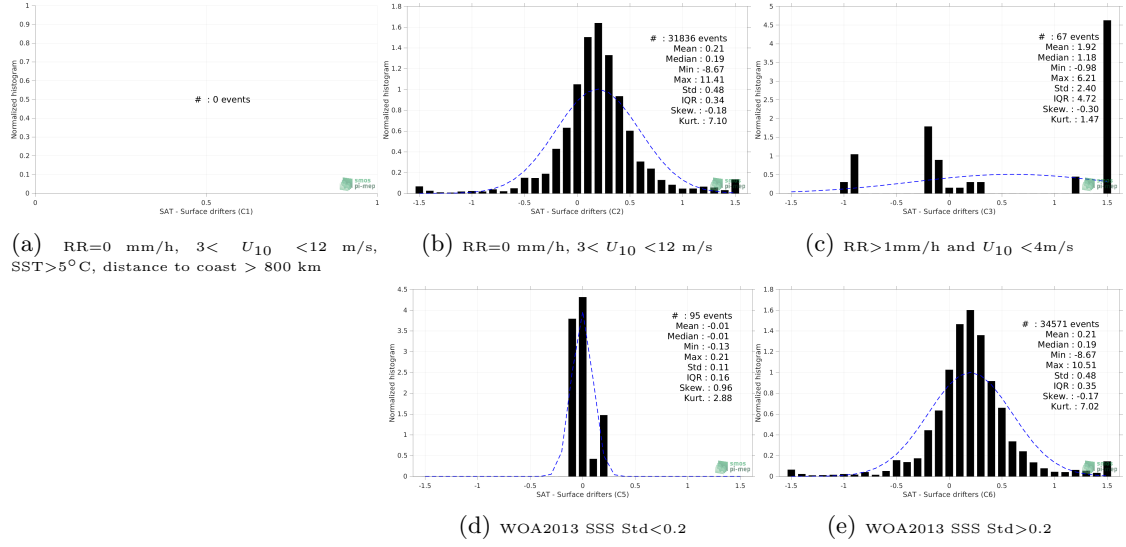 1
0.9
0.8
0.7
0.6
0.5
0.4
0.3
0.2
0.1
0
Normalized histogram
# : 0 events
smos
pi-mep
0 0.5 1
SAT - Surface drifters (C1)
(a) RR=0 mm/h, 3< U10 <12 m/s,
SST>5°C, distance to coast > 800 km
1.8
1.6
1.4
1.2
1
0.8
0.6
0.4
0.2
0
Normalized histogram
# : 31836 events
Mean : 0.21
Median : 0.19
Min : -8.67
Max : 11.41
Std : 0.48
IQR : 0.34
Skew. : -0.18
Kurt. : 7.10
smos
pi-mep
-1.5 -1 -0.5 0 0.5 1 1.5
SAT - Surface drifters (C2)
(b) RR=0 mm/h, 3< U10 <12 m/s
5
4.5
4
3.5
3
2.5
2
1.5
1
0.5
0
Normalized histogram
# : 67 events
Mean : 1.92
Median : 1.18
Min : -0.98
Max : 6.21
Std : 2.40
IQR : 4.72
Skew. : -0.30
Kurt. : 1.47
smos
pi-mep
-1.5 -1 -0.5 0 0.5 1 1.5
SAT - Surface drifters (C3)
(c) RR>1mm/h and U10 <4m/s
4.5
4
3.5
3
2.5
2
1.5
1
0.5
0
Normalized histogram
# : 95 events
Mean : -0.01
Median : -0.01
Min : -0.13
Max : 0.21
Std : 0.11
IQR : 0.16
Skew. : 0.96
Kurt. : 2.88
smos
pi-mep
-1.5 -1 -0.5 0 0.5 1 1.5
SAT - Surface drifters (C5)
(d) WOA2013 SSS Std<0.2
1.8
1.6
1.4
1.2
1
0.8
0.6
0.4
0.2
0
Normalized histogram
# : 34571 events
Mean : 0.21
Median : 0.19
Min : -8.67
Max : 10.51
Std : 0.48
IQR : 0.35
Skew. : -0.17
Kurt. : 7.02
smos
pi-mep
-1.5 -1 -0.5 0 0.5 1 1.5
SAT - Surface drifters (C6)
(e) WOA2013 SSS Std>0.2